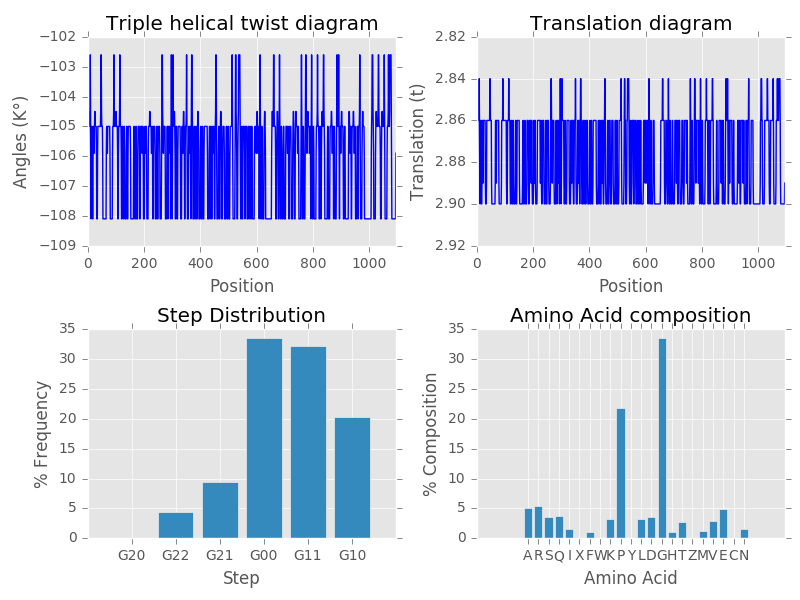 Triple helical twist diagram
Angles (K°)
−102
−103
−104
−105
−106
−107
−108
−109
0 200 400 600 800 1000
Position
Translation diagram
Translation (t)
2.82
2.84
2.86
2.88
2.90
2.92
0 200 400 600 800 1000
Position
Step Distribution
% Frequency
35
30
25
20
15
10
5
0
G20 G22 G21 G00 G11 G10
Step
Amino Acid composition
% Composition
35
30
25
20
15
10
5
0
A R S Q I X F W K P Y L D G H T Z M V E C N
Amino Acid